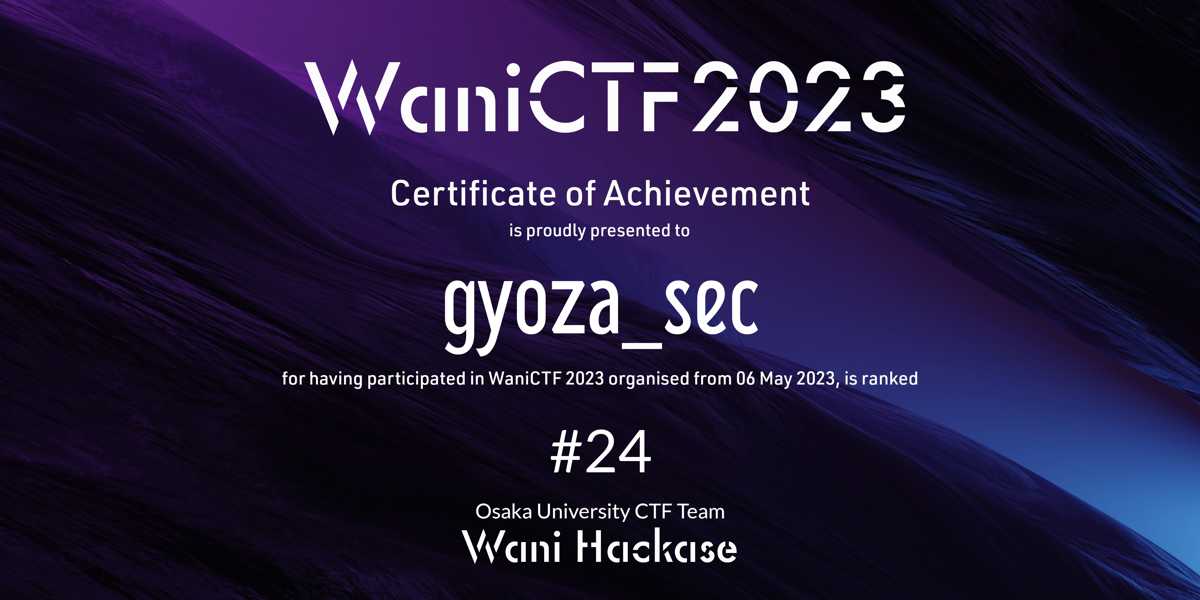 WaniCTF2023
Certificate of Achievement
is proudly presented to
gyoza_sec
for having participated in WaniCTF 2023 organised from 06 May 2023, is ranked
#24
Osaka University CTF Team
Wani Hackase